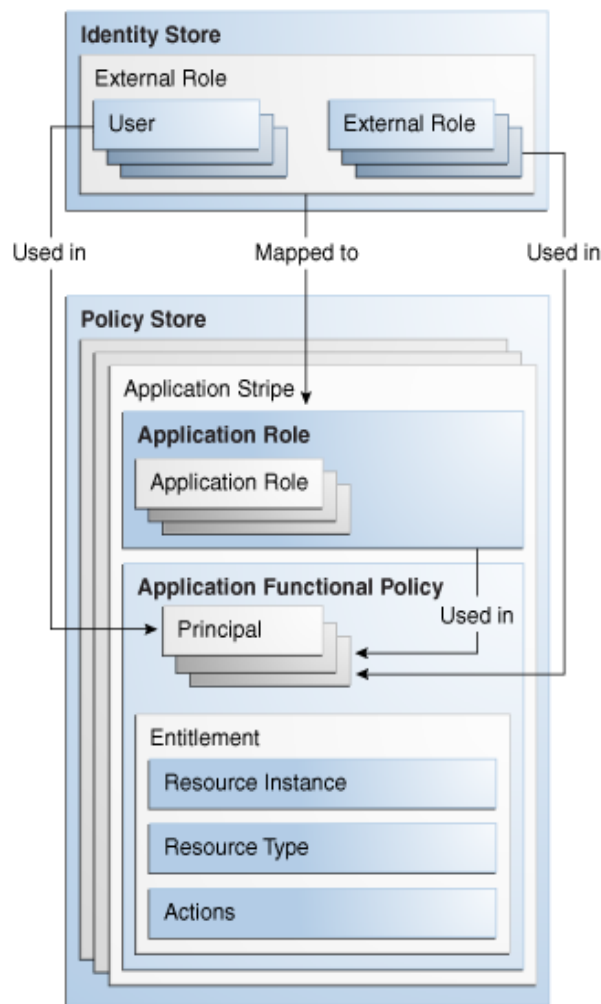 Identity Store
External Role
User
External Role
Used in
Mapped to
Used in
Policy Store
Application Stripe
Application Role
Application Role
Application Functional Policy
Used in
Principal
Entitlement
Resource Instance
Resource Type
Actions